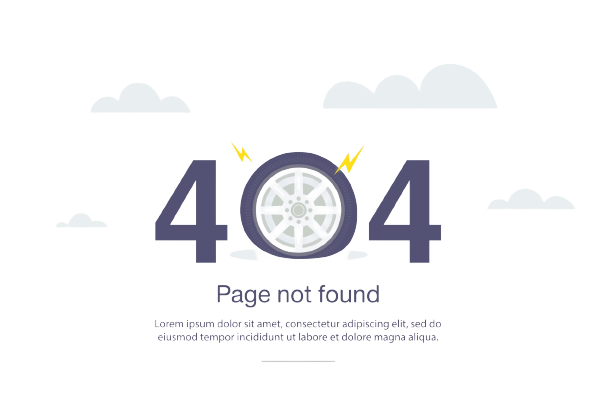 404
Page not found
Lorem ipsum dolor sit amet, consectetur adipiscing elit, sed do
eiusmod tempor incididunt ut labore et dolore magna aliqua.